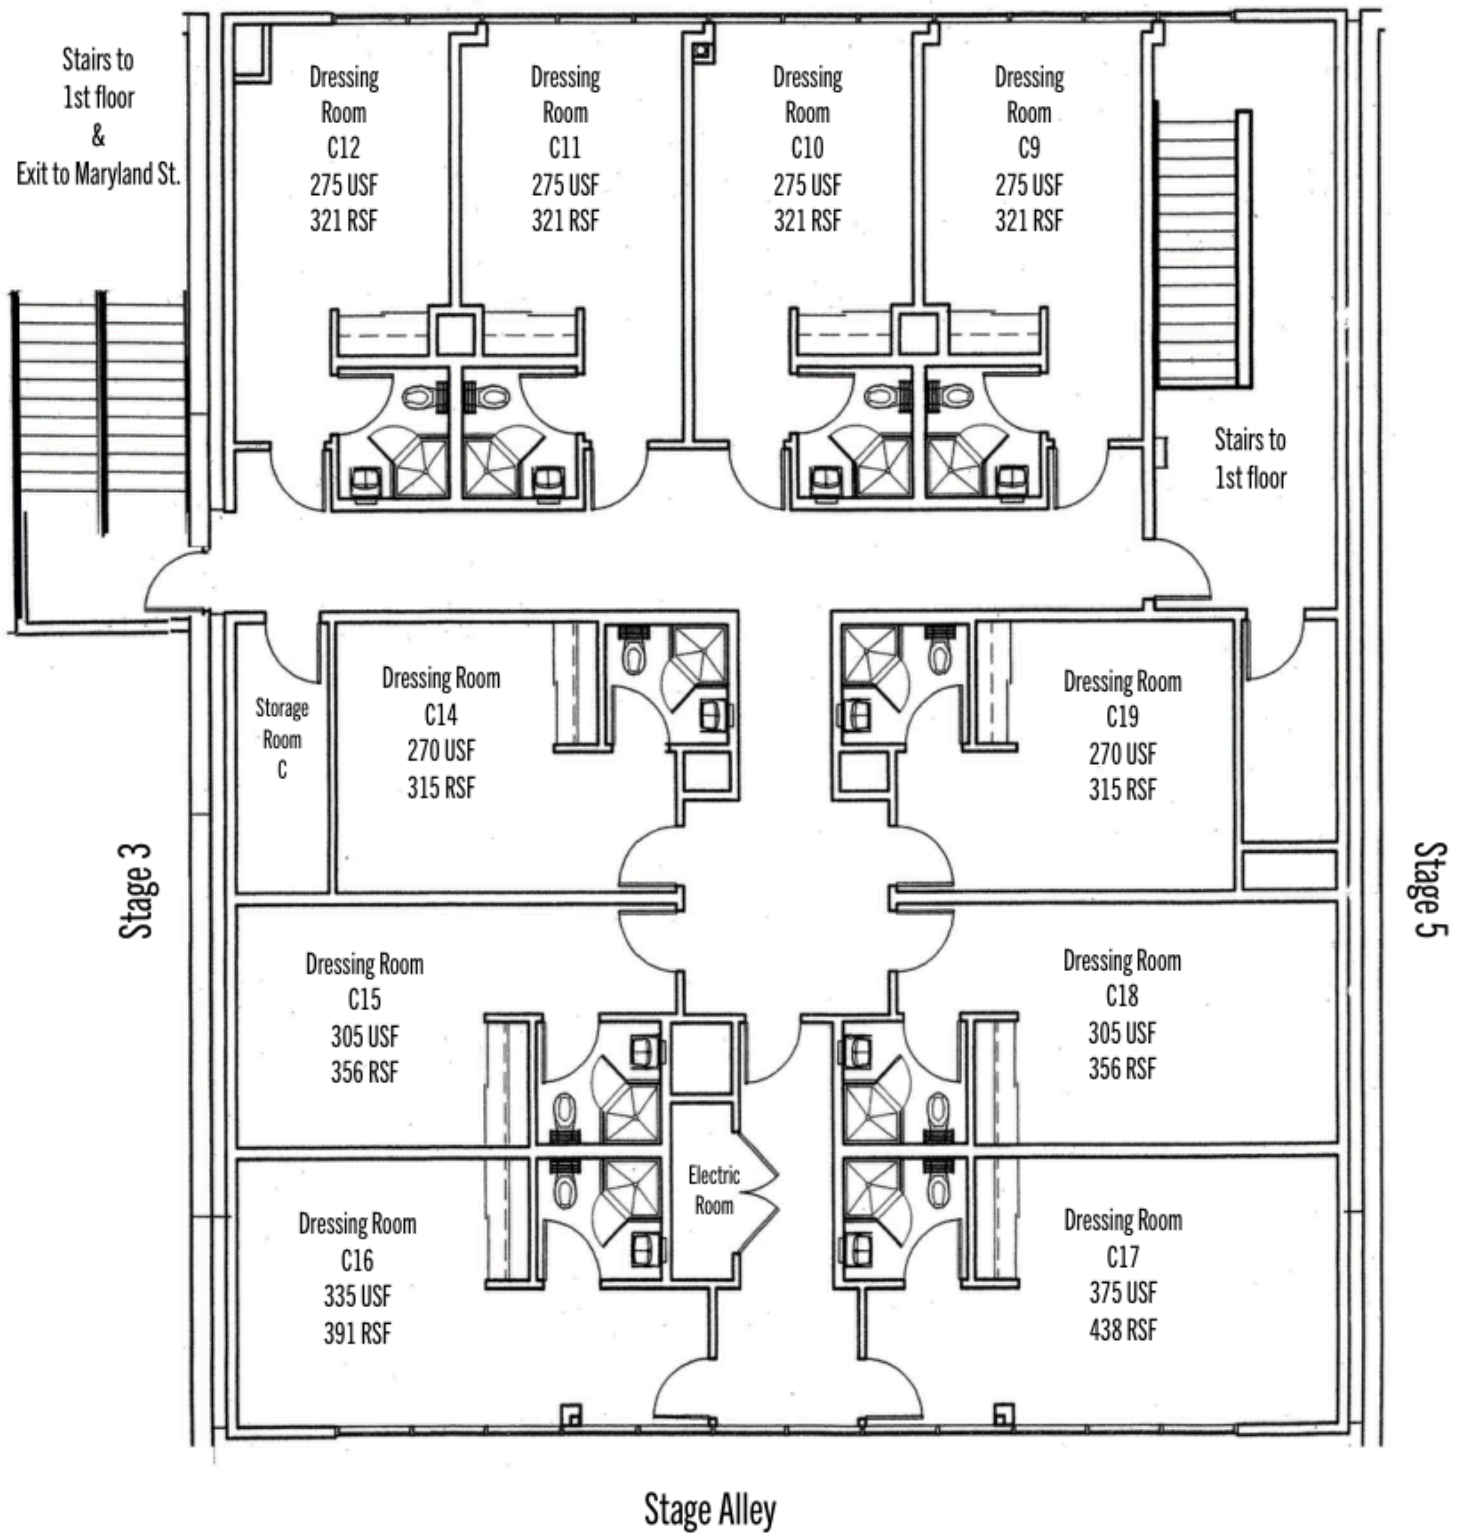 Stairs to
1st floor
&
Exit to Maryland St.
Dressing
Room
C12
275 USF
321 RSF
Dressing
Room
C11
275 USF
321 RSF
Dressing
Room
C10
275 USF
321 RSF
Dressing
Room
C9
275 USF
321 RSF
Stairs to
1st floor
Storage
Room
C
Dressing Room
C14
270 USF
315 RSF
Dressing Room
C19
270 USF
315 RSF
Stage 3
Stage 5
Dressing Room
C15
305 USF
356 RSF
Dressing Room
C18
305 USF
356 RSF
Electric
Room
Dressing Room
C16
335 USF
391 RSF
Dressing Room
C17
375 USF
438 RSF
Stage Alley